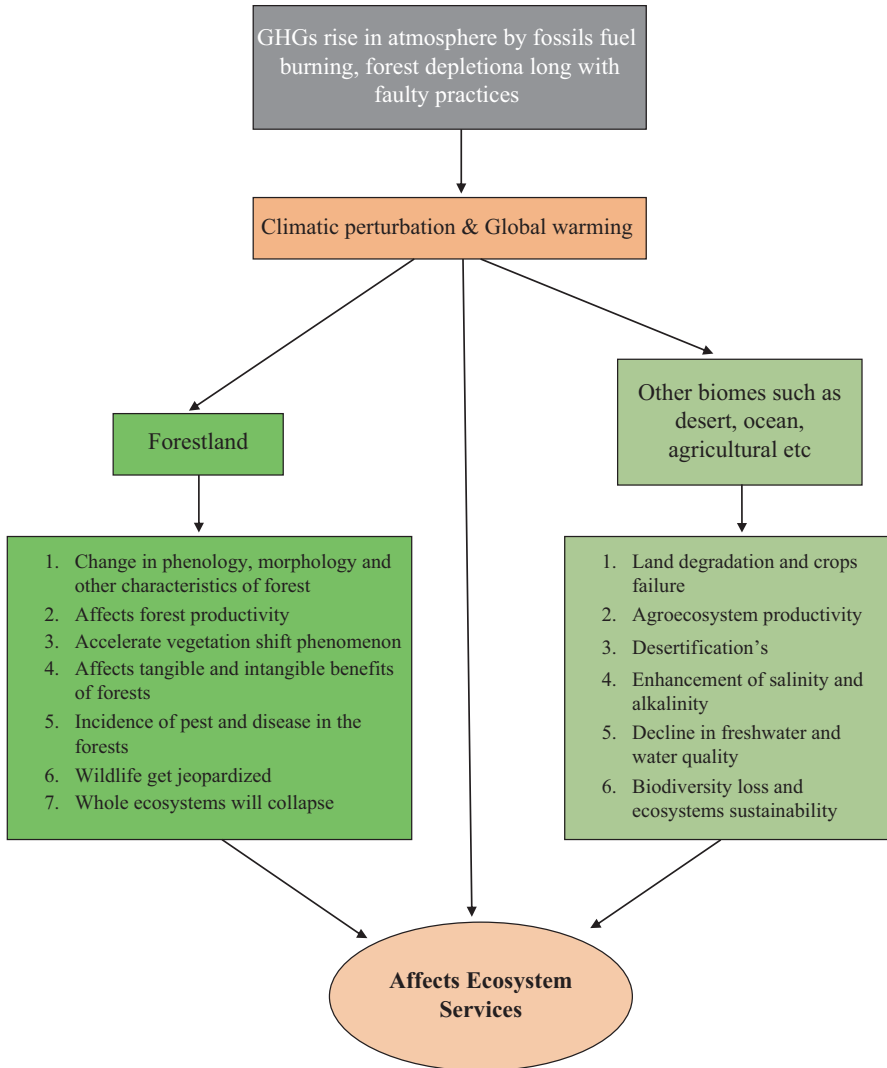 GHGs rise in atmosphere by fossils fuel
burning, forest depletiona long with
faulty practices
Climatic perturbation & Global warming
Forestland
Other biomes such as
desert, ocean,
agricultural etc
1. Change in phenology, morphology and
other characteristics of forest
2. Affects forest productivity
3. Accelerate vegetation shift phenomenon
4. Affects tangible and intangible benefits
of forests
5. Incidence of pest and disease in the
forests
6. Wildlife get jeopardized
7. Whole ecosystems will collapse
1. Land degradation and crops
failure
2. Agroecosystem productivity
3. Desertification’s
4. Enhancement of salinity and
alkalinity
5. Decline in freshwater and
water quality
6. Biodiversity loss and
ecosystems sustainability
Affects Ecosystem
Services